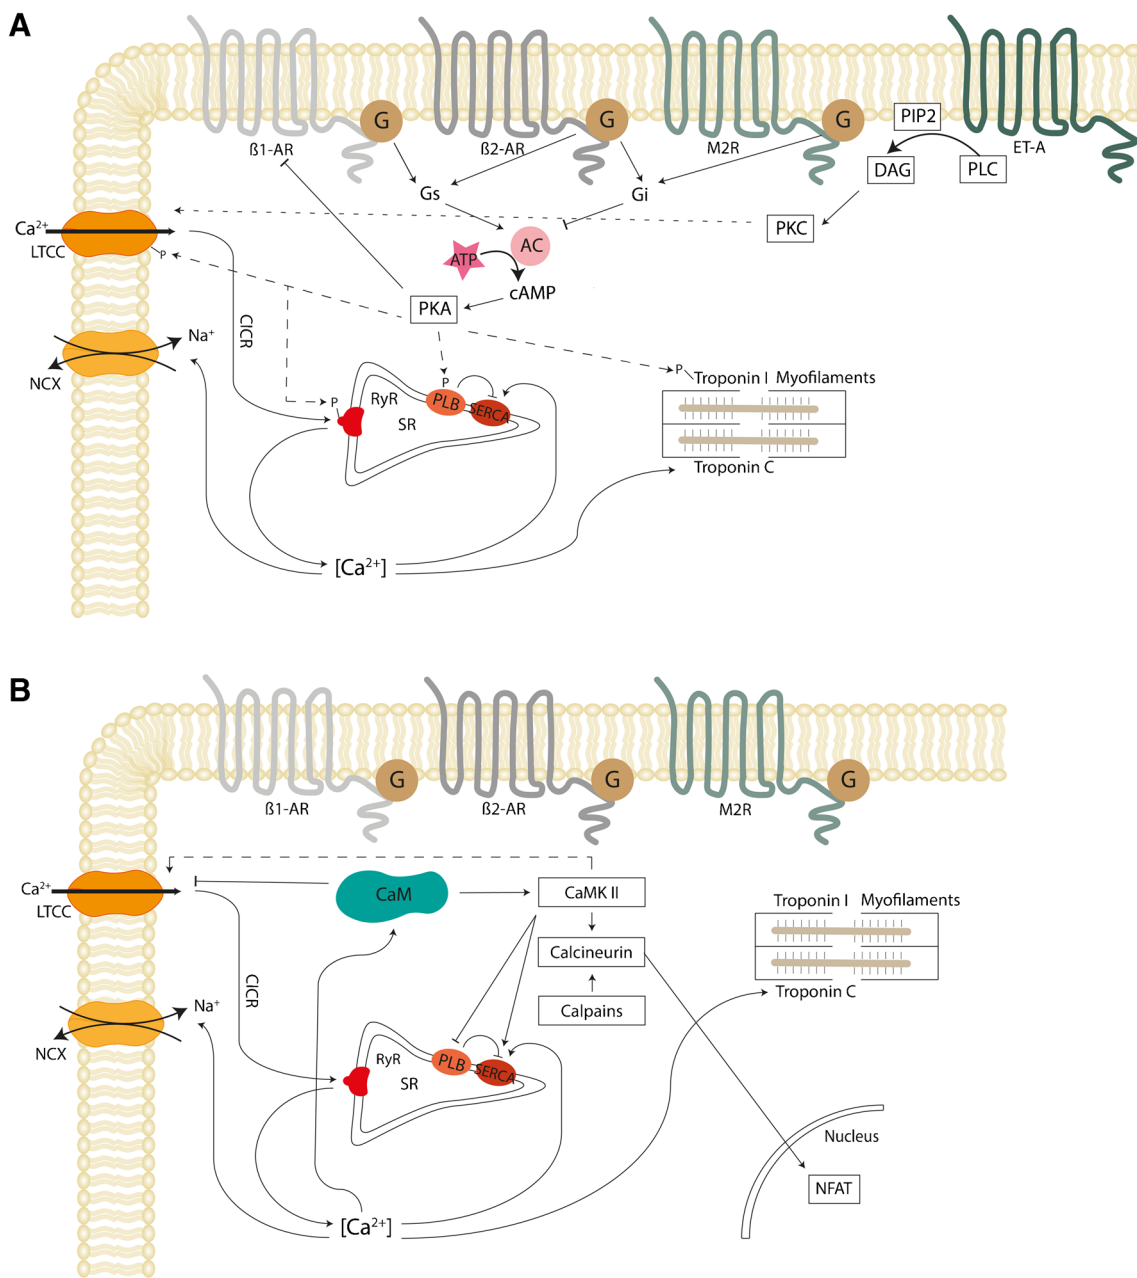 A
G
G
G
PIP2
ß1-AR
ß2-AR
M2R
ET-A
DAG
PLC
Gs
Gi
Ca²⁺
PKC
LTCC
P
AC
ATP
cAMP
PKA
Na⁺
CICR
NCX
P
P
P
Troponin I Myofilaments
RyR
PLB
SERCA
SR
Troponin C
[Ca²⁺]
B
G
G
G
ß1-AR
ß2-AR
M2R
Ca²⁺
LTCC
CaM
CaMK II
Troponin I Myofilaments
Calcineurin
CICR
Troponin C
Na⁺
Calpains
NCX
RyR
PLB
SERCA
SR
Nucleus
NFAT
[Ca²⁺]